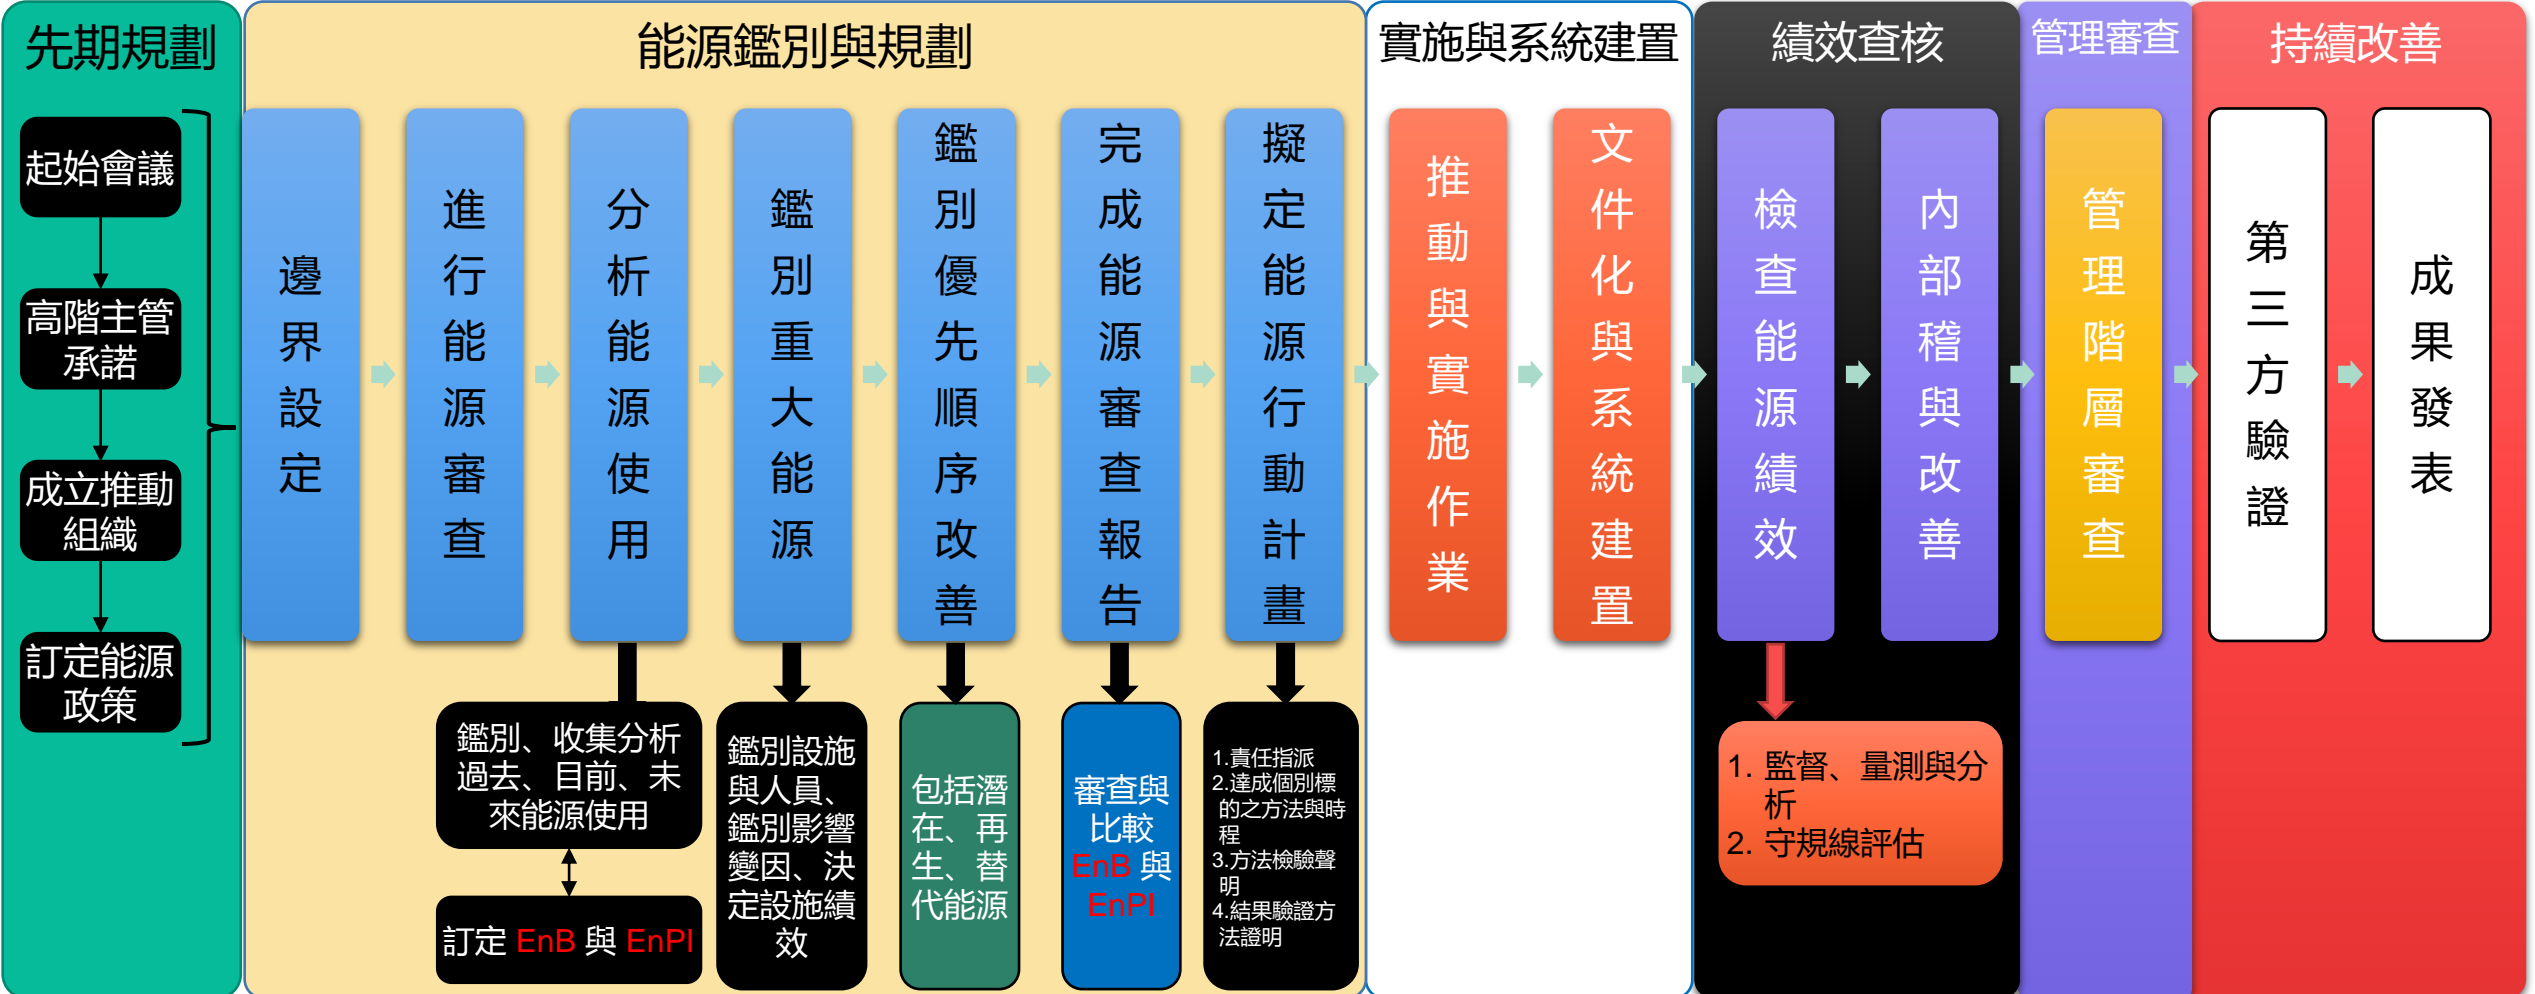 先期規劃
起始會議
高階主管
承諾
成立推動
組織
訂定能源
政策
能源鑑別與規劃
邊界設定
進行能源審查
分析能源使用
鑑別重大能源
鑑別優先順序改善
完成能源審查報告
擬定能源行動計畫
鑑別、收集分析
過去、目前、未
來能源使用
訂定 EnB 與 EnPI
鑑別設施
與人員、
鑑別影響
變因、決
定設施績
效
包括潛
在、再
生、替
代能源
審查與
比較
EnB 與
EnPI
1.責任指派
2.達成個別標
的之方法與時
程
3.方法檢驗聲
明
4.結果驗證方
法證明
實施與系統建置
推動與實施作業
文件化與系統建置
績效查核
檢查能源績效
內部稽與改善
1. 監督、量測與分
析
2. 守規線評估
管理審查
管理階層審查
持續改善
第三方驗證
成果發表